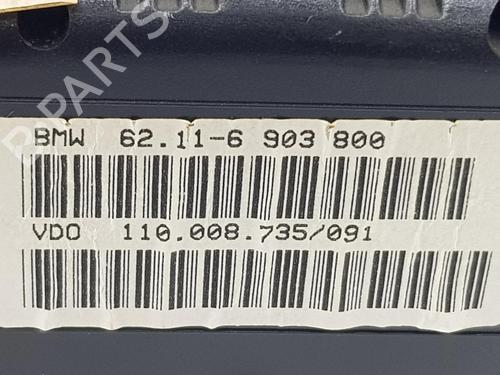 B-PARTS
BMW 62.11-6 903 800
VDO 110.008.735/091